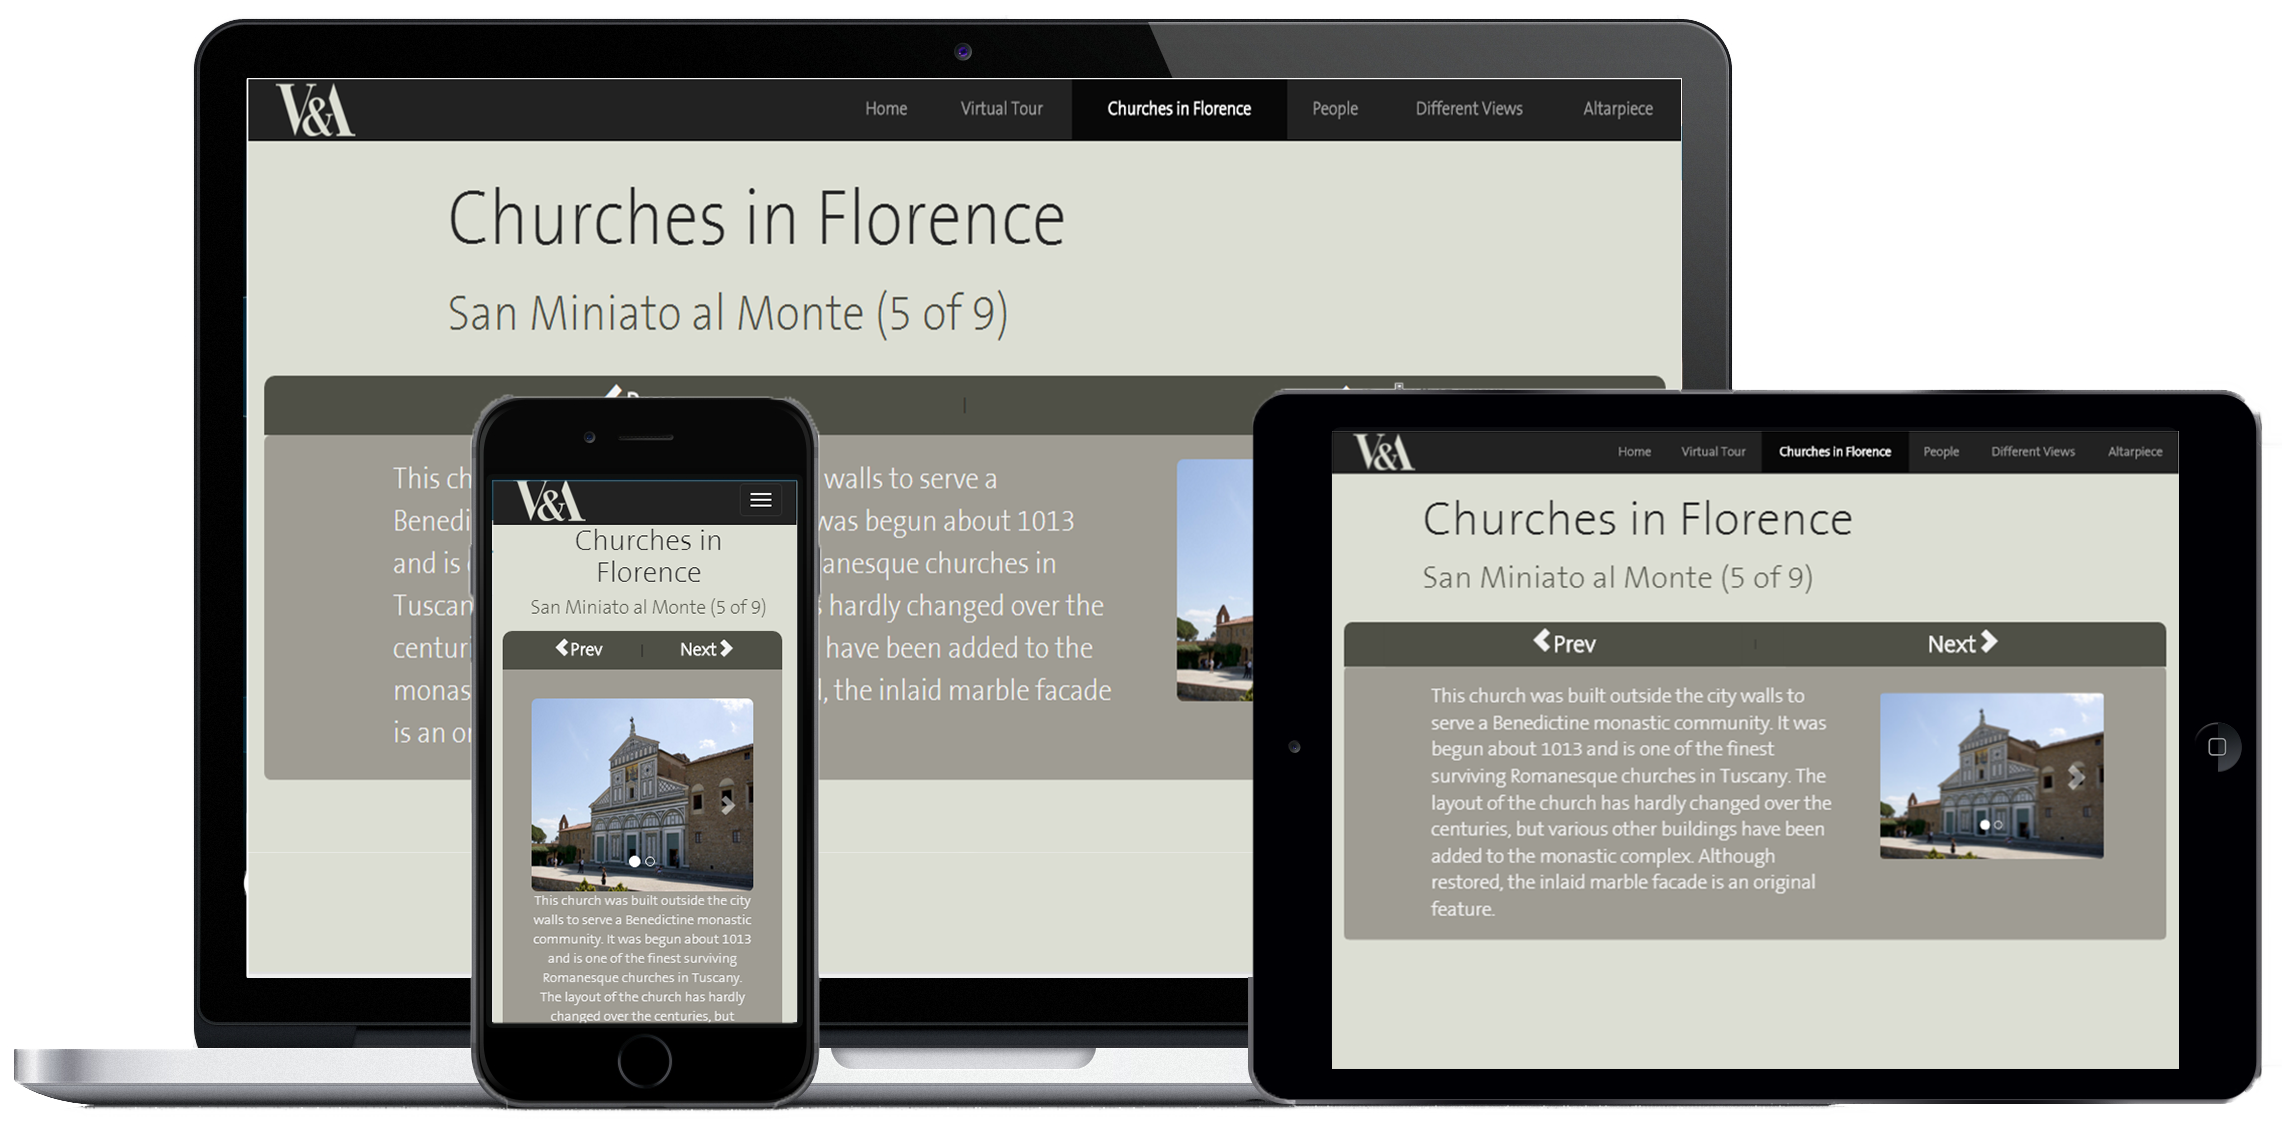 V&A
Home Virtual Tour Churches in Florence People Different Views Altarpiece
Churches in Florence
San Miniato al Monte (5 of 9)
|
This ch walls to serve a
Benedi was begun about 1013
and is anesque churches in
Tuscan hardly changed over the
centuri have been added to the
monas , the inlaid marble facade
is an or
V&A
Churches in
Florence
San Miniato al Monte (5 of 9)
Prev | Next
This church was built outside the city
walls to serve a Benedictine monastic
community. It was begun about 1013
and is one of the finest surviving
Romanesque churches in Tuscany.
The layout of the church has hardly
changed over the centuries, but
V&A
Home Virtual Tour Churches in Florence People Different Views Altarpiece
Churches in Florence
San Miniato al Monte (5 of 9)
Prev | Next
This church was built outside the city walls to
serve a Benedictine monastic community. It was
begun about 1013 and is one of the finest
surviving Romanesque churches in Tuscany. The
layout of the church has hardly changed over the
centuries, but various other buildings have been
added to the monastic complex. Although
restored, the inlaid marble facade is an original
feature.